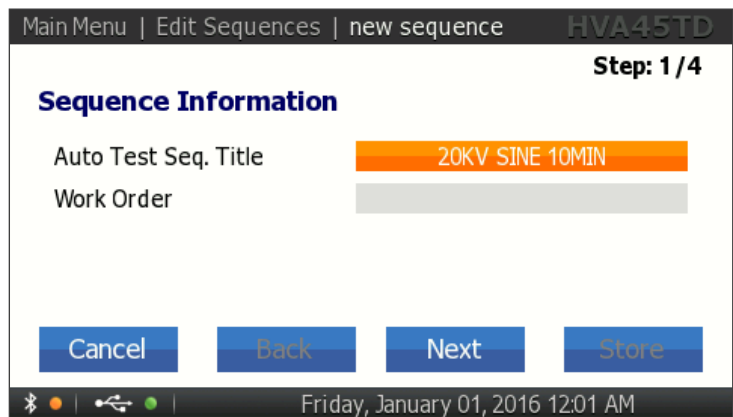 Main Menu | Edit Sequences | new sequence HVA45TD
Step: 1/4
Sequence Information
Auto Test Seq. Title 20KV SINE 10MIN
Work Order
Cancel Back Next Store
Friday, January 01, 2016 12:01 AM